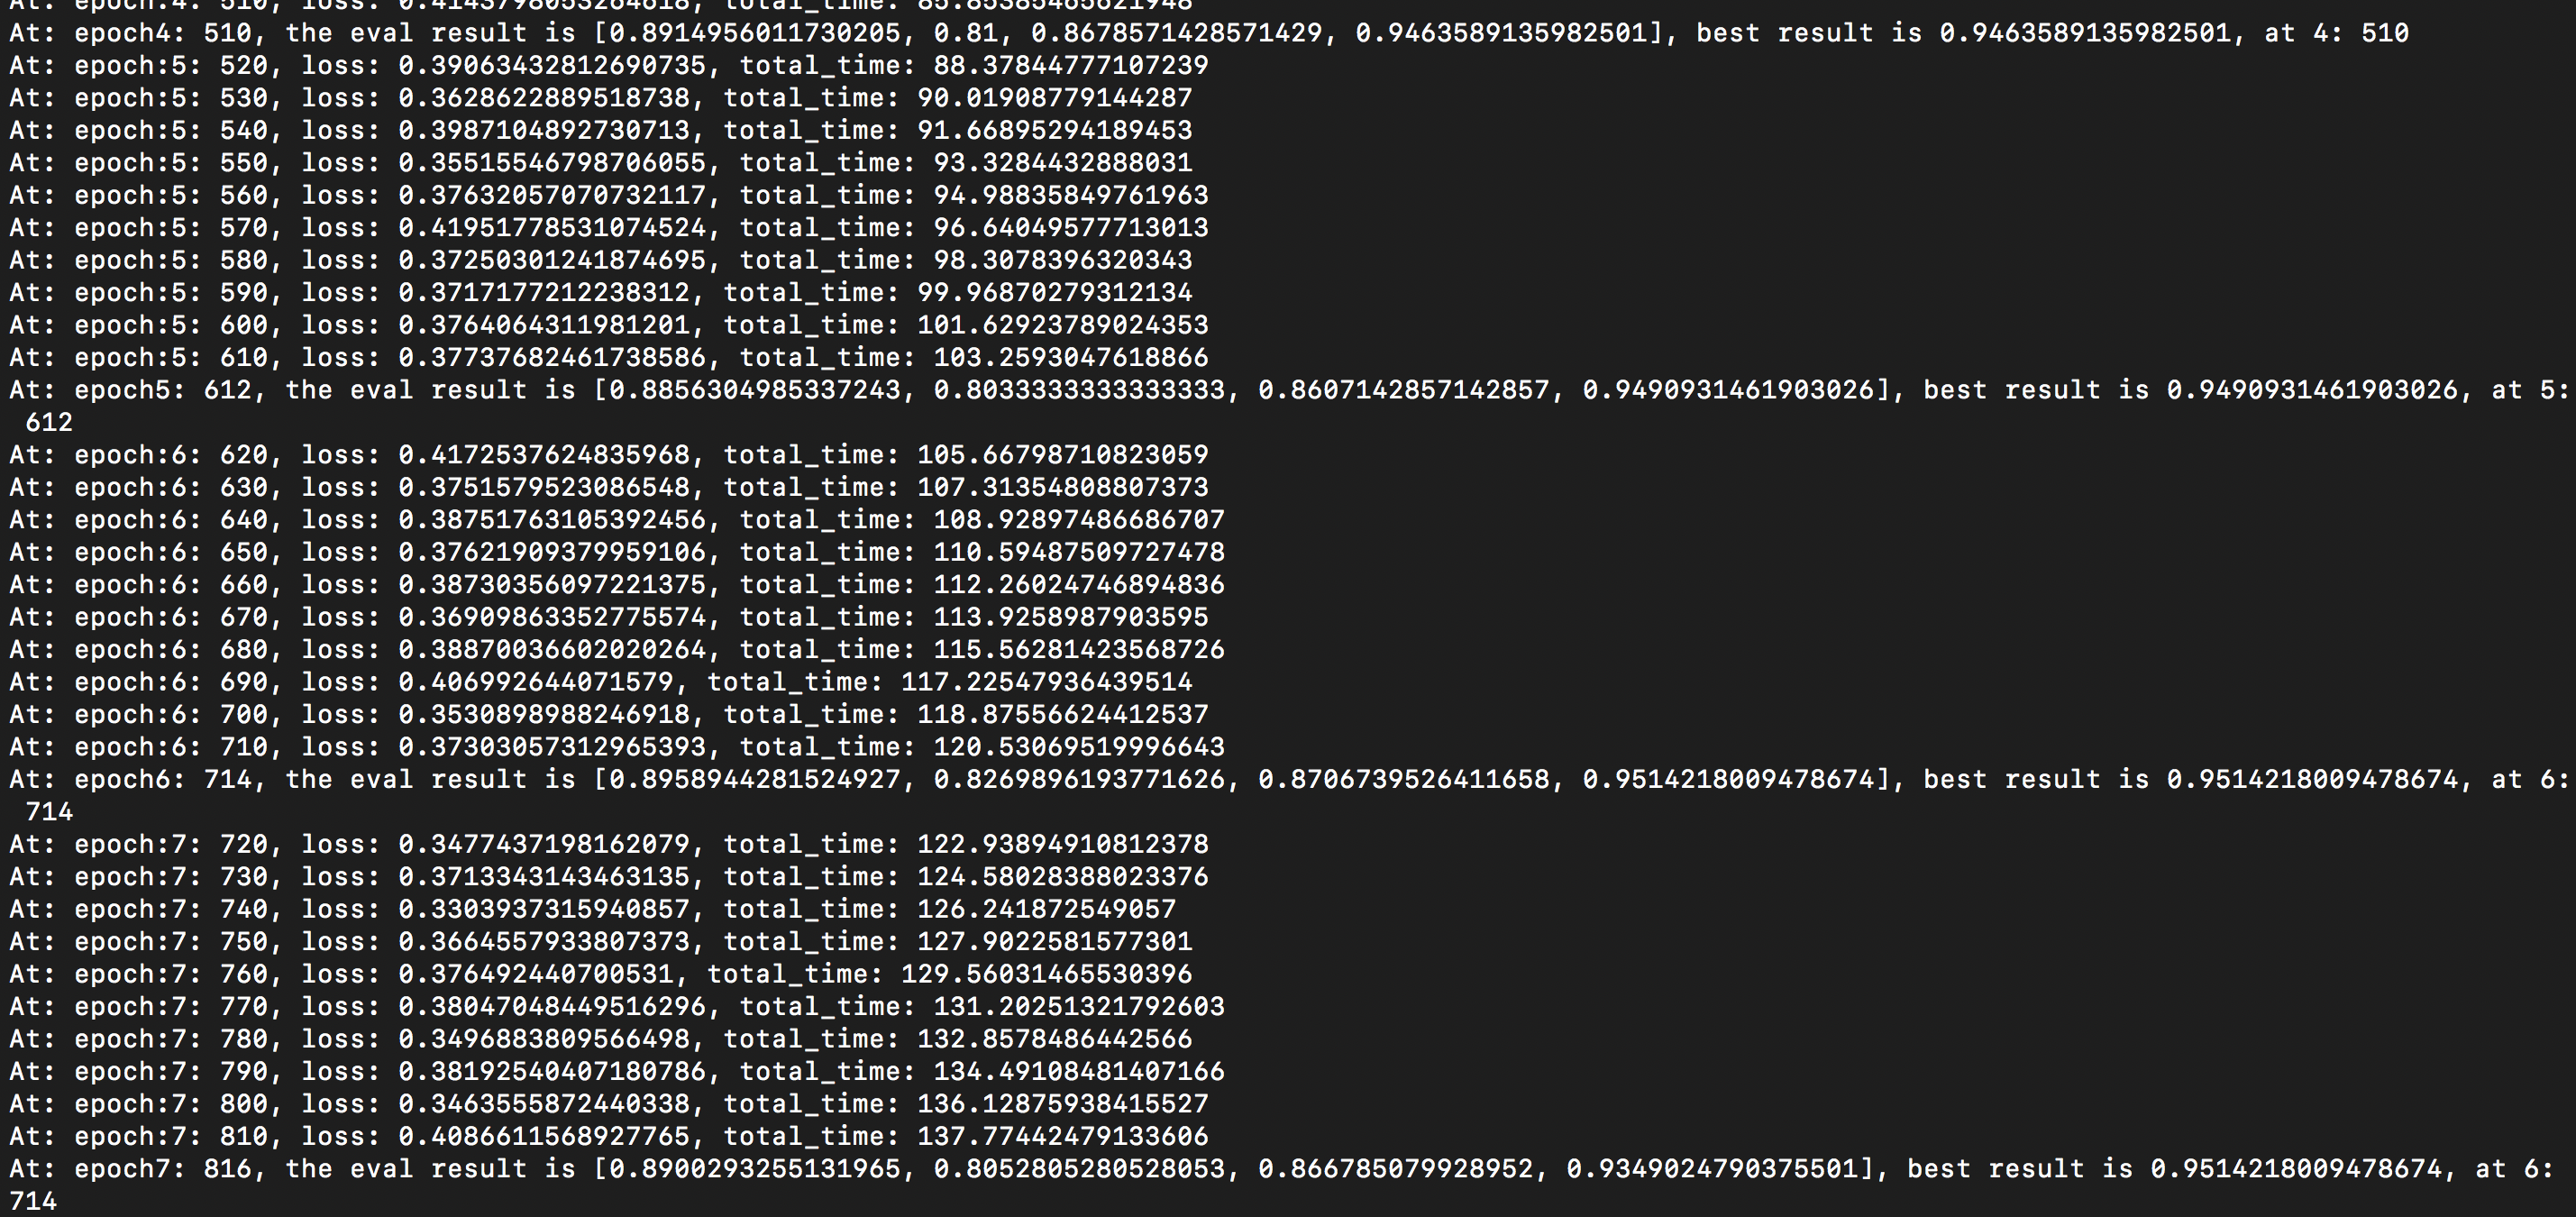 At: epoch:4: 510, loss: 0.4143798053264618, total_time: 85.85385465621948
At: epoch4: 510, the eval result is [0.8914956011730205, 0.81, 0.8678571428571429, 0.9463589135982501], best result is 0.9463589135982501, at 4: 510
At: epoch:5: 520, loss: 0.39063432812690735, total_time: 88.37844777107239
At: epoch:5: 530, loss: 0.3628622889518738, total_time: 90.01908779144287
At: epoch:5: 540, loss: 0.3987104892730713, total_time: 91.66895294189453
At: epoch:5: 550, loss: 0.35515546798706055, total_time: 93.3284432888031
At: epoch:5: 560, loss: 0.37632057070732117, total_time: 94.98835849761963
At: epoch:5: 570, loss: 0.41951778531074524, total_time: 96.64049577713013
At: epoch:5: 580, loss: 0.37250301241874695, total_time: 98.3078396320343
At: epoch:5: 590, loss: 0.3717177212238312, total_time: 99.96870279312134
At: epoch:5: 600, loss: 0.3764064311981201, total_time: 101.62923789024353
At: epoch:5: 610, loss: 0.37737682461738586, total_time: 103.2593047618866
At: epoch5: 612, the eval result is [0.8856304985337243, 0.8033333333333333, 0.8607142857142857, 0.9490931461903026], best result is 0.9490931461903026, at 5:
612
At: epoch:6: 620, loss: 0.4172537624835968, total_time: 105.66798710823059
At: epoch:6: 630, loss: 0.3751579523086548, total_time: 107.31354808807373
At: epoch:6: 640, loss: 0.38751763105392456, total_time: 108.92897486686707
At: epoch:6: 650, loss: 0.37621909379959106, total_time: 110.59487509727478
At: epoch:6: 660, loss: 0.38730356097221375, total_time: 112.26024746894836
At: epoch:6: 670, loss: 0.36909863352775574, total_time: 113.9258987903595
At: epoch:6: 680, loss: 0.38870036602020264, total_time: 115.56281423568726
At: epoch:6: 690, loss: 0.406992644071579, total_time: 117.22547936439514
At: epoch:6: 700, loss: 0.3530898988246918, total_time: 118.87556624412537
At: epoch:6: 710, loss: 0.37303057312965393, total_time: 120.53069519996643
At: epoch6: 714, the eval result is [0.8958944281524927, 0.8269896193771626, 0.8706739526411658, 0.9514218009478674], best result is 0.9514218009478674, at 6:
714
At: epoch:7: 720, loss: 0.3477437198162079, total_time: 122.93894910812378
At: epoch:7: 730, loss: 0.3713343143463135, total_time: 124.58028388023376
At: epoch:7: 740, loss: 0.3303937315940857, total_time: 126.241872549057
At: epoch:7: 750, loss: 0.3664557933807373, total_time: 127.9022581577301
At: epoch:7: 760, loss: 0.376492440700531, total_time: 129.56031465530396
At: epoch:7: 770, loss: 0.38047048449516296, total_time: 131.20251321792603
At: epoch:7: 780, loss: 0.3496883809566498, total_time: 132.8578486442566
At: epoch:7: 790, loss: 0.38192540407180786, total_time: 134.49108481407166
At: epoch:7: 800, loss: 0.3463555872440338, total_time: 136.12875938415527
At: epoch:7: 810, loss: 0.4086611568927765, total_time: 137.77442479133606
At: epoch7: 816, the eval result is [0.8900293255131965, 0.8052805280528053, 0.866785079928952, 0.9349024790375501], best result is 0.9514218009478674, at 6:
714